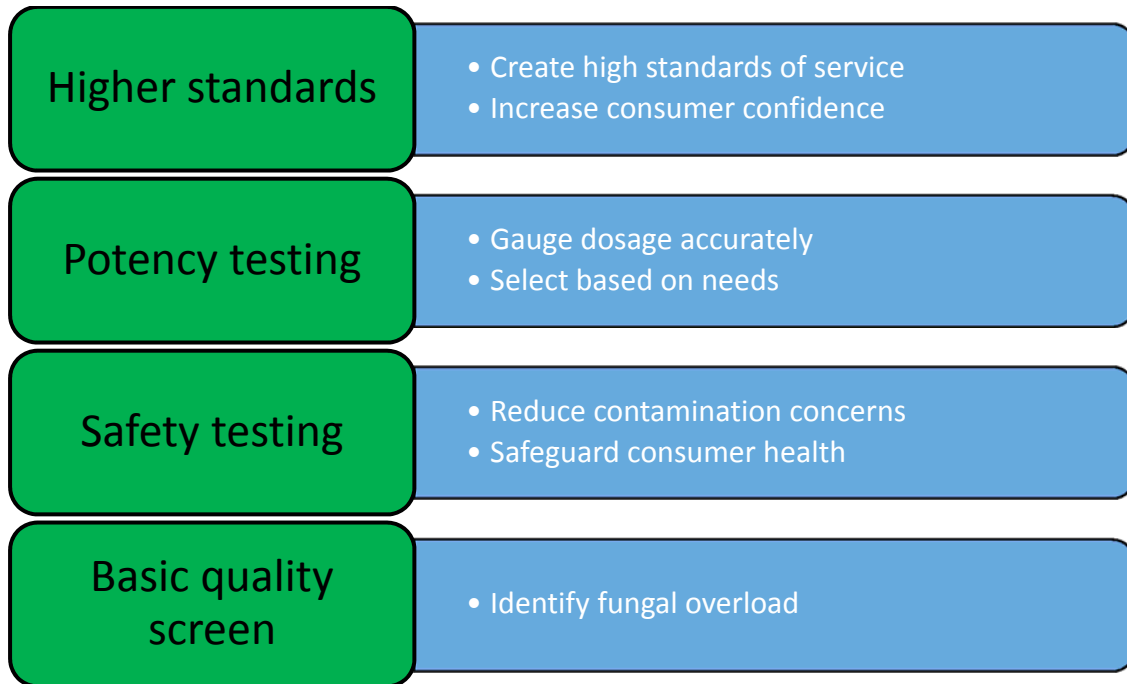 Higher standards
• Create high standards of service
• Increase consumer confidence
Potency testing
• Gauge dosage accurately
• Select based on needs
Safety testing
• Reduce contamination concerns
• Safeguard consumer health
Basic quality
screen
• Identify fungal overload